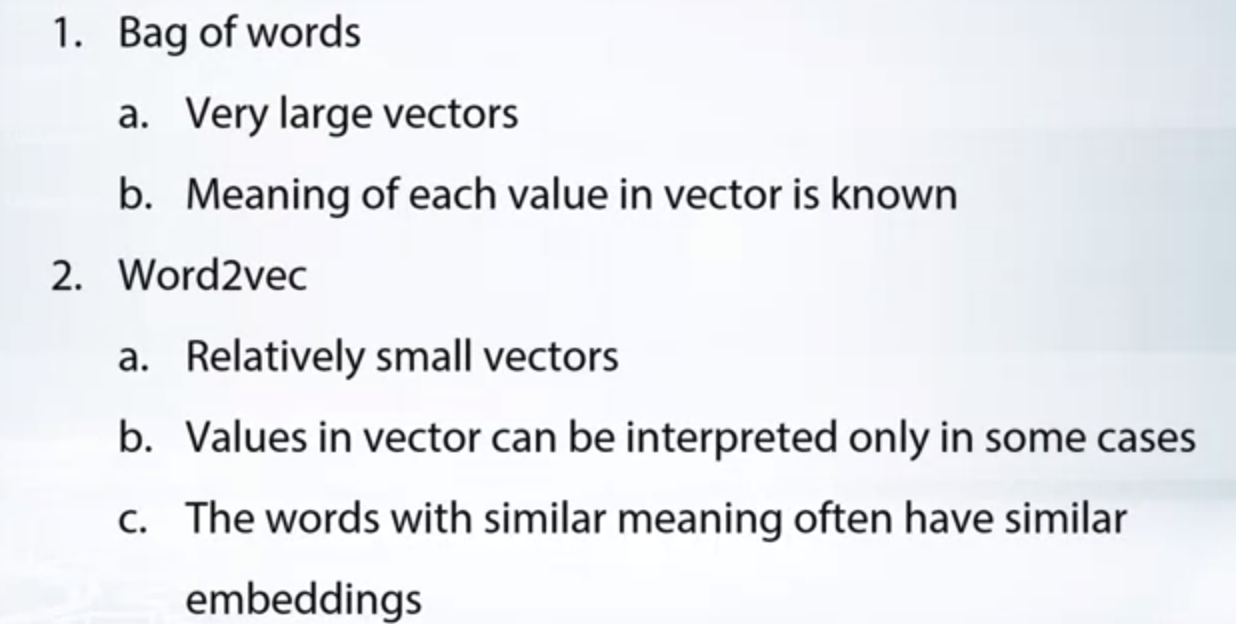 1. Bag of words
a. Very large vectors
b. Meaning of each value in vector is known
2. Word2vec
a. Relatively small vectors
b. Values in vector can be interpreted only in some cases
c. The words with similar meaning often have similar
embeddings